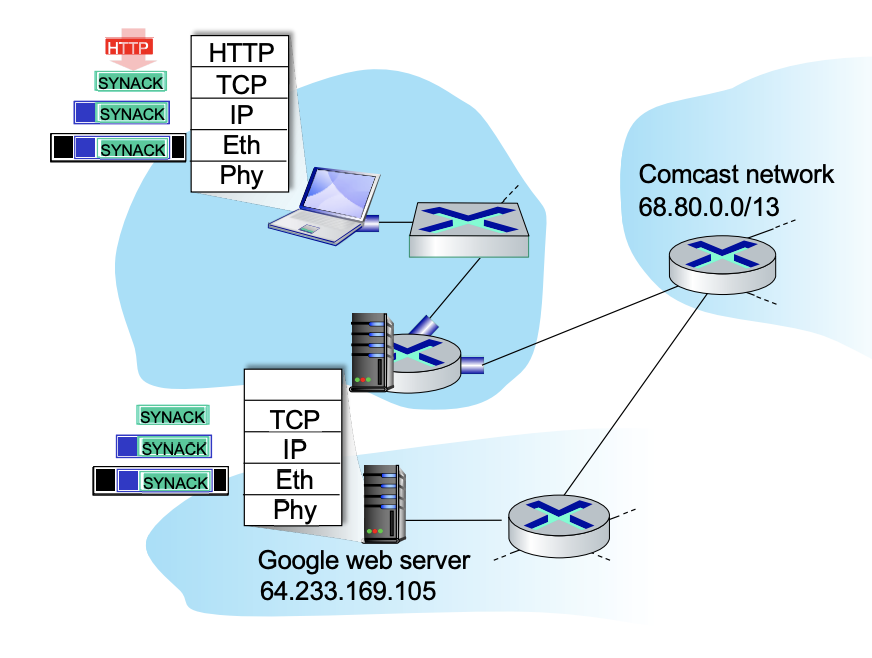 HTTP
SYNACK
SYNACK
SYNACK
HTTP
TCP
IP
Eth
Phy
Comcast network
68.80.0.0/13
SYNACK
SYNACK
SYNACK
TCP
IP
Eth
Phy
Google web server
64.233.169.105